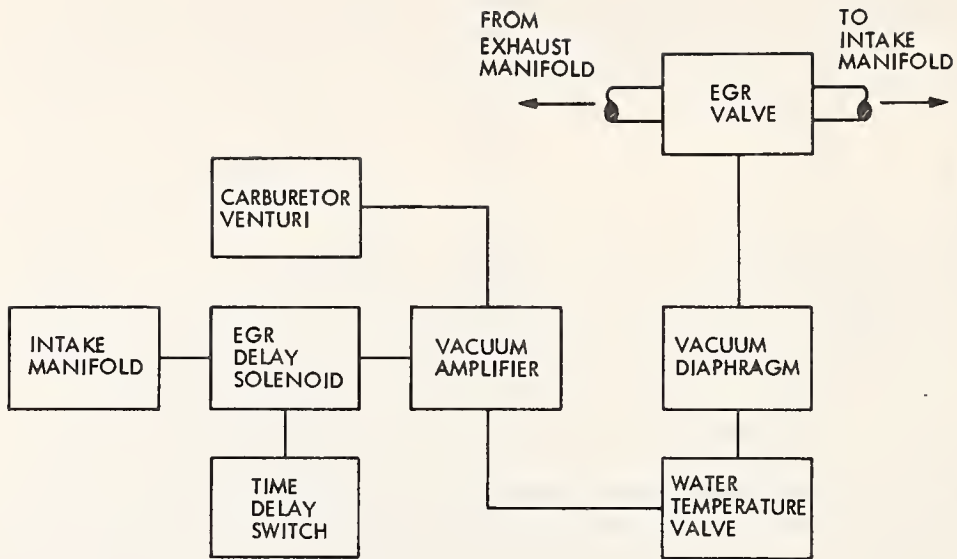 FROM
EXHAUST
MANIFOLD
TO
INTAKE
MANIFOLD
EGR
VALVE
CARBURETOR
VENTURI
INTAKE
MANIFOLD
EGR
DELAY
SOLENOID
VACUUM
AMPLIFIER
VACUUM
DIAPHRAGM
TIME
DELAY
SWITCH
WATER
TEMPERATURE
VALVE